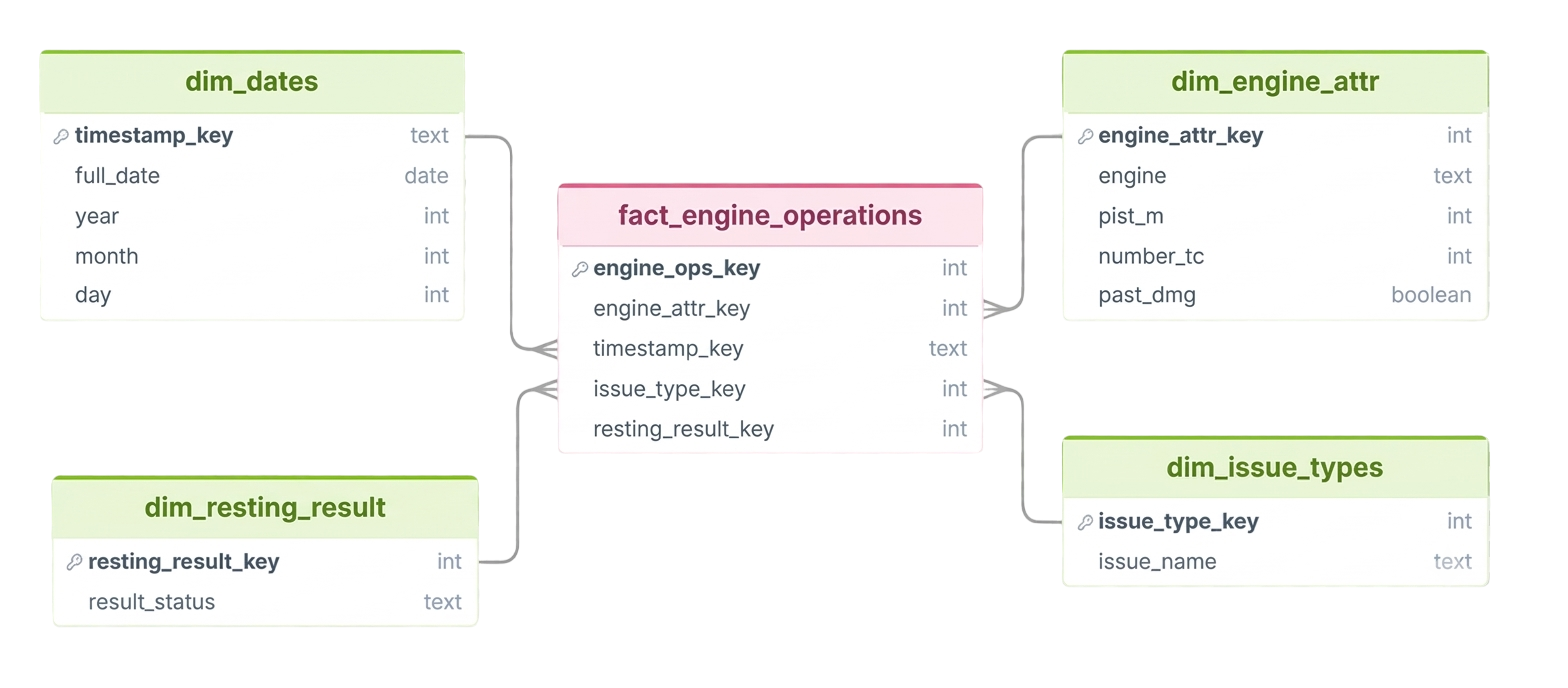 dim_dates
timestamp_key text
full_date date
year int
month int
day int
dim_engine_attr
engine_attr_key int
engine text
pist_m int
number_tc int
past_dmg boolean
fact_engine_operations
engine_ops_key int
engine_attr_key int
timestamp_key text
issue_type_key int
resting_result_key int
dim_resting_result
resting_result_key int
result_status text
dim_issue_types
issue_type_key int
issue_name text